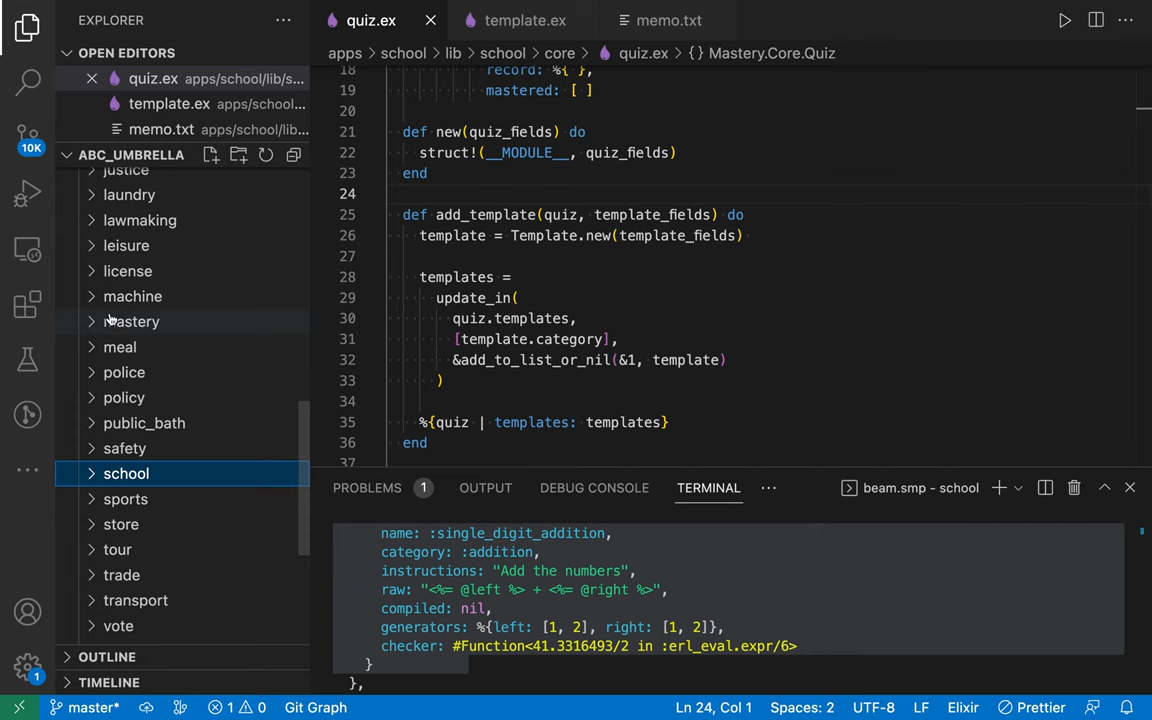 EXPLORER
OPEN EDITORS
quiz.ex apps/school/lib/s...
template.ex apps/school...
memo.txt apps/school/lib...
10K
ABC_UMBRELLA
justice
laundry
lawmaking
leisure
license
machine
mastery
meal
police
policy
public_bath
safety
school
sports
store
tour
trade
transport
vote
OUTLINE
TIMELINE
1
quiz.ex
template.ex
memo.txt
apps > school > lib > school > core > quiz.ex > {} Mastery.Core.Quiz
18 record: %{ },
19 mastered: [ ]
20
21 def new(quiz_fields) do
22 struct!(__MODULE__, quiz_fields)
23 end
24
25 def add_template(quiz, template_fields) do
26 template = Template.new(template_fields)
27
28 templates =
29 update_in(
30 quiz.templates,
31 [template.category],
32 &add_to_list_or_nil(&1, template)
33 )
34
35 %{quiz | templates: templates}
36 end
37
PROBLEMS 1 OUTPUT DEBUG CONSOLE TERMINAL ... beam.smp - school
name: :single_digit_addition,
category: :addition,
instructions: "Add the numbers",
raw: "<%= @left %> + <%= @right %>",
compiled: nil,
generators: %{left: [1, 2], right: [1, 2]},
checker: #Function<41.3316493/2 in :erl_eval.expr/6>
}
},
master* 1 0 Git Graph Ln 24, Col 1 Spaces: 2 UTF-8 LF Elixir Prettier